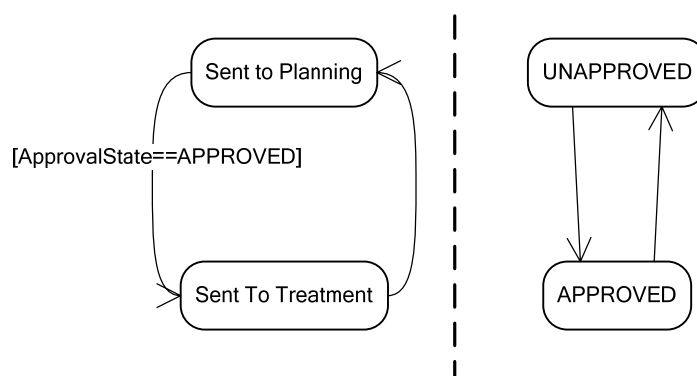 Sent to Planning
UNAPPROVED
[ApprovalState==APPROVED]
Sent To Treatment
APPROVED